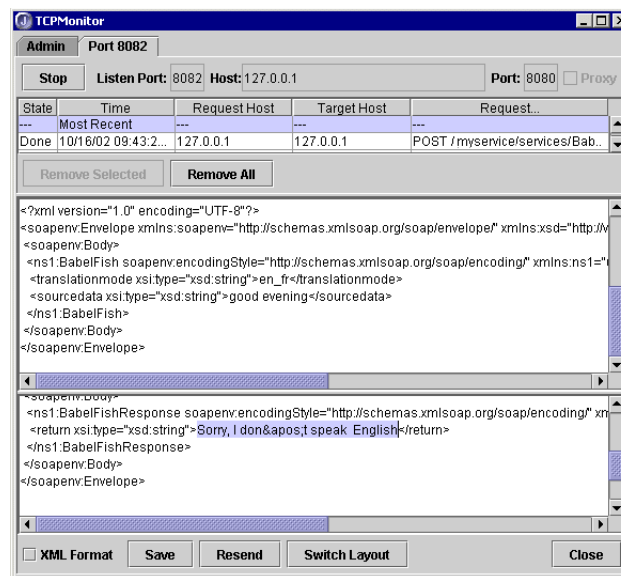 TCPMonitor
Admin Port 8082
Stop Listen Port: 8082 Host: 127.0.0.1 Port: 8080 Proxy
State Time Request Host Target Host Request...
--- Most Recent --- --- ---
Done 10/16/02 09:43:2... 127.0.0.1 127.0.0.1 POST /myservice/services/Bab..
Remove Selected Remove All
<?xml version="1.0" encoding="UTF-8"?>
<soapenv:Envelope xmlns:soapenv="http://schemas.xmlsoap.org/soap/envelope/" xmlns:xsd="http://
<soapenv:Body>
<ns1:BabelFish soapenv:encodingStyle="http://schemas.xmlsoap.org/soap/encoding/" xmlns:ns1="
<translationmode xsi:type="xsd:string">en_fr</translationmode>
<sourcedata xsi:type="xsd:string">good evening</sourcedata>
</ns1:BabelFish>
</soapenv:Body>
</soapenv:Envelope>
<soapenv:Body>
<ns1:BabelFishResponse soapenv:encodingStyle="http://schemas.xmlsoap.org/soap/encoding/" xm
<return xsi:type="xsd:string">Sorry, I don&apos;t speak English</return>
</ns1:BabelFishResponse>
</soapenv:Body>
</soapenv:Envelope>
XML Format Save Resend Switch Layout Close